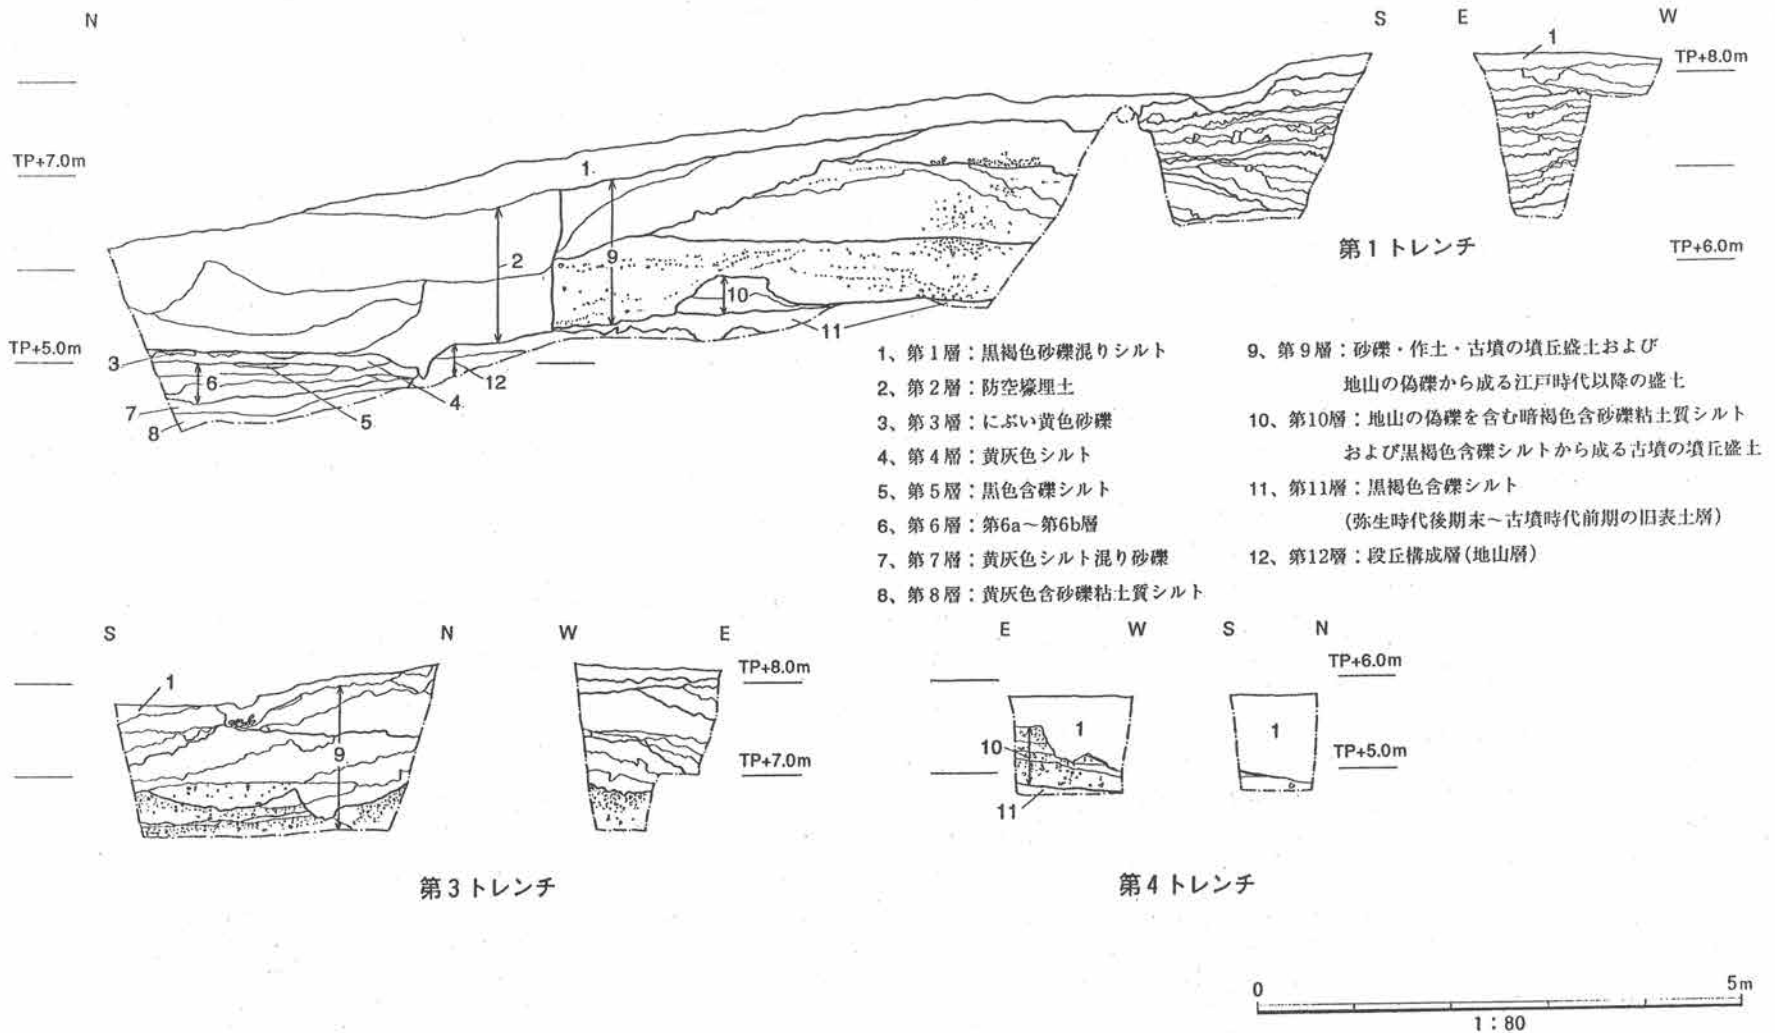 N
S
E
W
1
TP+8.0m
TP+7.0m
1
2
9
10
第1トレンチ
TP+6.0m
11
TP+5.0m
3
6
12
7
4
5
8
1、第1層：黒褐色砂礫混りシルト
2、第2層：防空壕埋土
3、第3層：にぶい黄色砂礫
4、第4層：黄灰色シルト
5、第5層：黒色含礫シルト
6、第6層：第6a～第6b層
7、第7層：黄灰色シルト混り砂礫
8、第8層：黄灰色含砂礫粘土質シルト
9、第9層：砂礫・作土・古墳の墳丘盛土および
地山の偽礫から成る江戸時代以降の盛土
10、第10層：地山の偽礫を含む暗褐色含砂礫粘土質シルト
および黒褐色含礫シルトから成る古墳の墳丘盛土
11、第11層：黒褐色含礫シルト
(弥生時代後期末～古墳時代前期の旧表土層)
12、第12層：段丘構成層(地山層)
S
N
W
E
1
9
TP+8.0m
TP+7.0m
第3トレンチ
E
W
S
N
TP+6.0m
1
1
10
TP+5.0m
11
第4トレンチ
0
5m
1：80